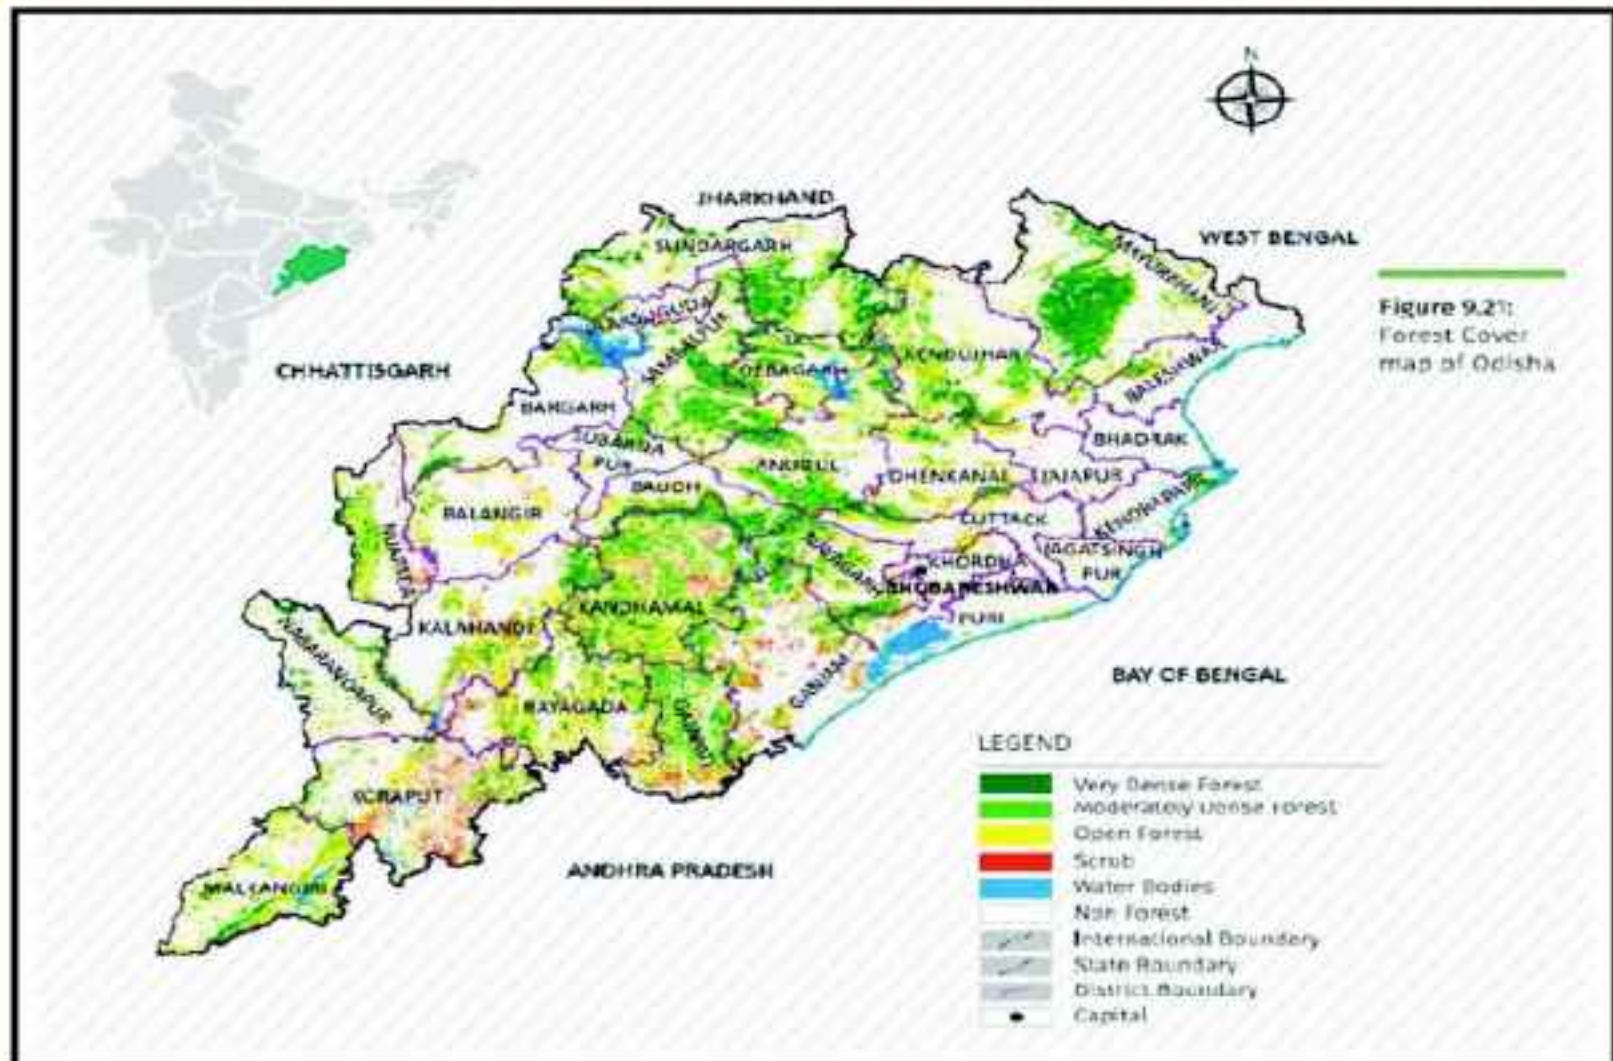 N
JHARKHAND
WEST BENGAL
SUNDARGARH
MAYURBHANJ
Figure 9.21:
Forest Cover
map of Odisha
CHHATTISGARH
KENDUJHAR
DEBAGARH
BALESHWAR
BARGARH
BHADRAK
SUBARNA
PUR
ANUGUL
DHENKANAL
JAJAPUR
BAUDH
BALANGIR
CUTTACK
KENDRAPARA
JAGATSINGH
PUR
KHORDHA
NAYAGARH
BHUBANESHWAR
NUAPADA
KANDHAMAL
PURI
KALAHANDI
NABARANGAPUR
BAY OF BENGAL
GANJAM
RAYAGADA
GAJAPATI
KORAPUT
MALKANGIRI
ANDHRA PRADESH
LEGEND
Very Dense Forest
Moderately Dense Forest
Open Forest
Scrub
Water Bodies
Non Forest
International Boundary
State Boundary
District Boundary
Capital